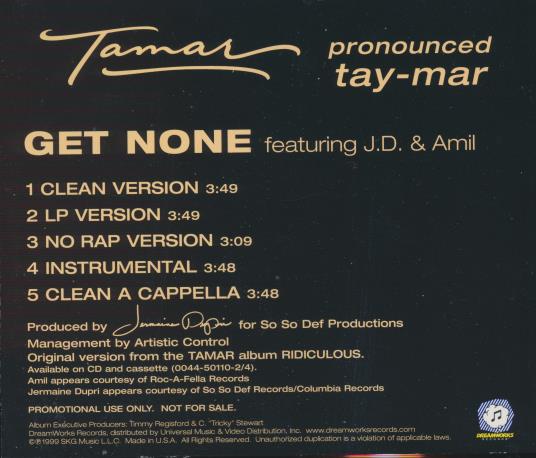 Tamar
pronounced
tay-mar
GET NONE featuring J.D. & Amil
1 CLEAN VERSION 3:49
2 LP VERSION 3:49
3 NO RAP VERSION 3:09
4 INSTRUMENTAL 3:48
5 CLEAN A CAPPELLA 3:48
Produced by Jermaine Dupri for So So Def Productions
Management by Artistic Control
Original version from the TAMAR album RIDICULOUS.
Available on CD and cassette (0044-50110-2/4).
Amil appears courtesy of Roc-A-Fella Records
Jermaine Dupri appears courtesy of So So Def Records/Columbia Records
PROMOTIONAL USE ONLY. NOT FOR SALE.
Album Executive Producers: Timmy Regisford & C. "Tricky" Stewart
DreamWorks Records, distributed by Universal Music & Video Distribution, Inc. www.dreamworksrecords.com
©℗1999 SKG Music L.L.C. Made in U.S.A. All Rights Reserved. Unauthorized duplication is a violation of applicable laws.
DREAMWORKS
RECORDS